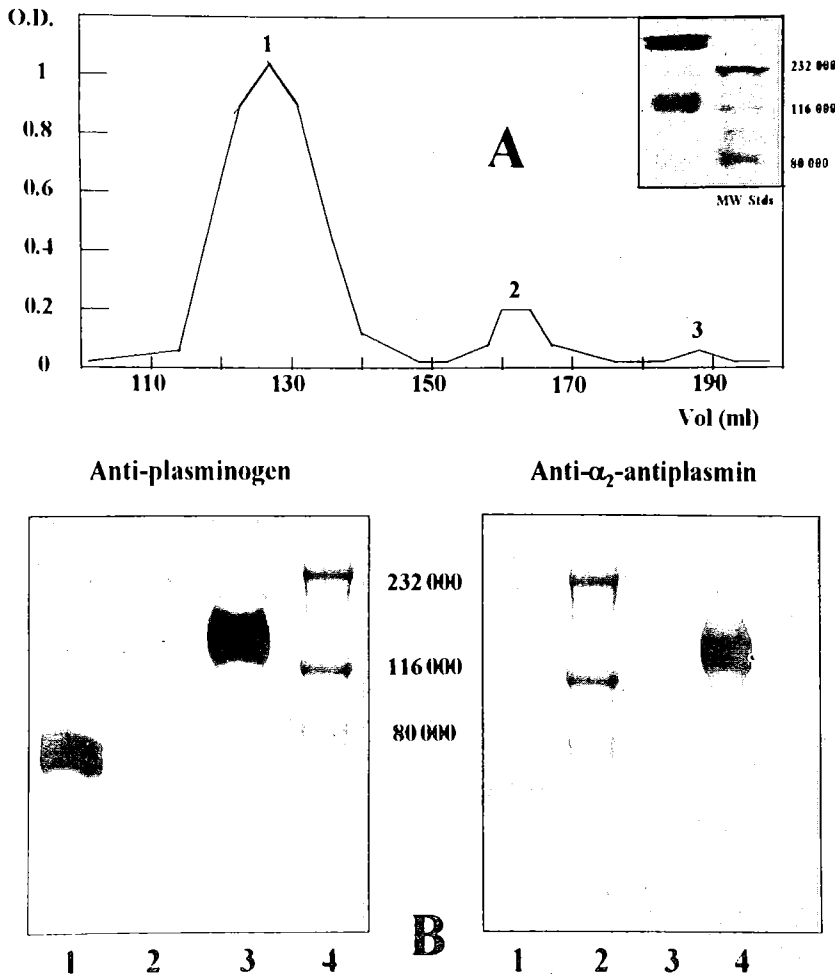 O.D.
1
0.8
0.6
0.4
0.2
0
1
2
3
A
110
130
150
170
190
Vol (ml)
232 000
116 000
80 000
MW Stds
Anti-plasminogen
Anti-α₂-antiplasmin
232 000
116 000
80 000
B
1 2 3 4
1 2 3 4